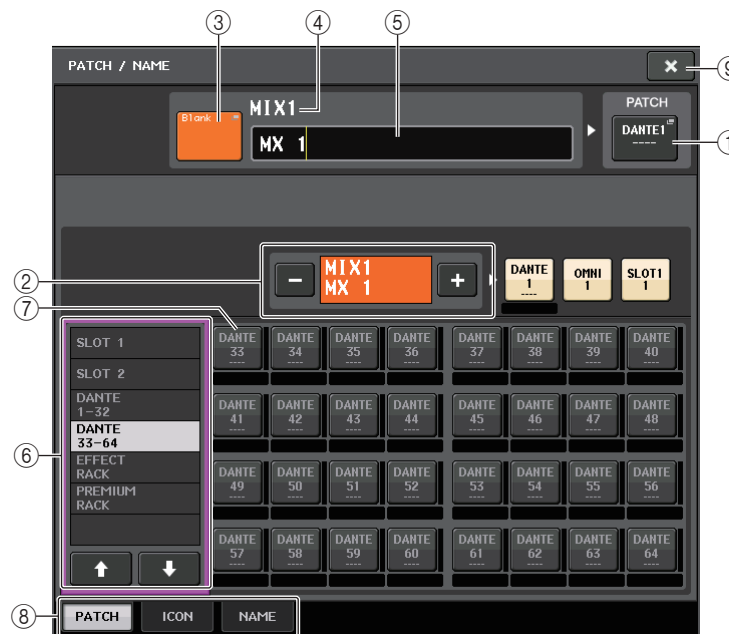 ③ ④ ⑤
PATCH / NAME
×
⑨
Blank
MIX1
MX 1
PATCH
DANTE1
----
①
②
−
MIX1
MX 1
+
DANTE
1
----
OMNI
1
SLOT1
1
⑦
SLOT 1
SLOT 2
DANTE
1-32
DANTE
33-64
EFFECT
RACK
PREMIUM
RACK
⑥
DANTE DANTE DANTE DANTE DANTE DANTE DANTE DANTE
33 34 35 36 37 38 39 40
---- ---- ---- ---- ---- ---- ---- ----
DANTE DANTE DANTE DANTE DANTE DANTE DANTE DANTE
41 42 43 44 45 46 47 48
---- ---- ---- ---- ---- ---- ---- ----
DANTE DANTE DANTE DANTE DANTE DANTE DANTE DANTE
49 50 51 52 53 54 55 56
---- ---- ---- ---- ---- ---- ---- ----
DANTE DANTE DANTE DANTE DANTE DANTE DANTE DANTE
57 58 59 60 61 62 63 64
---- ---- ---- ---- ---- ---- ---- ----
⑧
PATCH ICON NAME